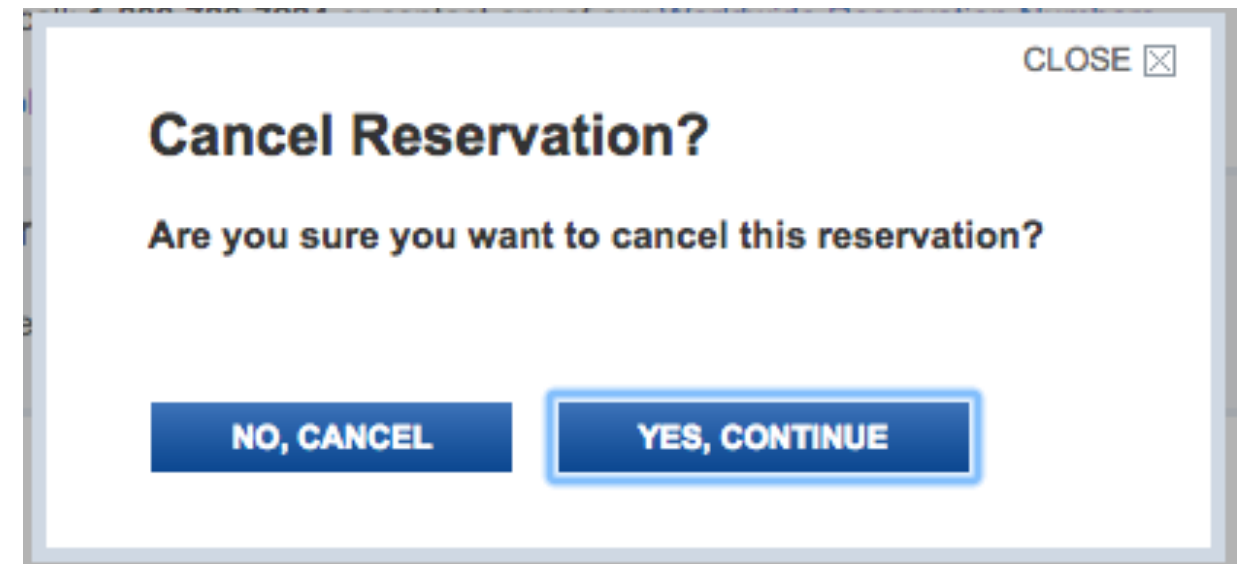 CLOSE
Cancel Reservation?
Are you sure you want to cancel this reservation?
NO, CANCEL
YES, CONTINUE